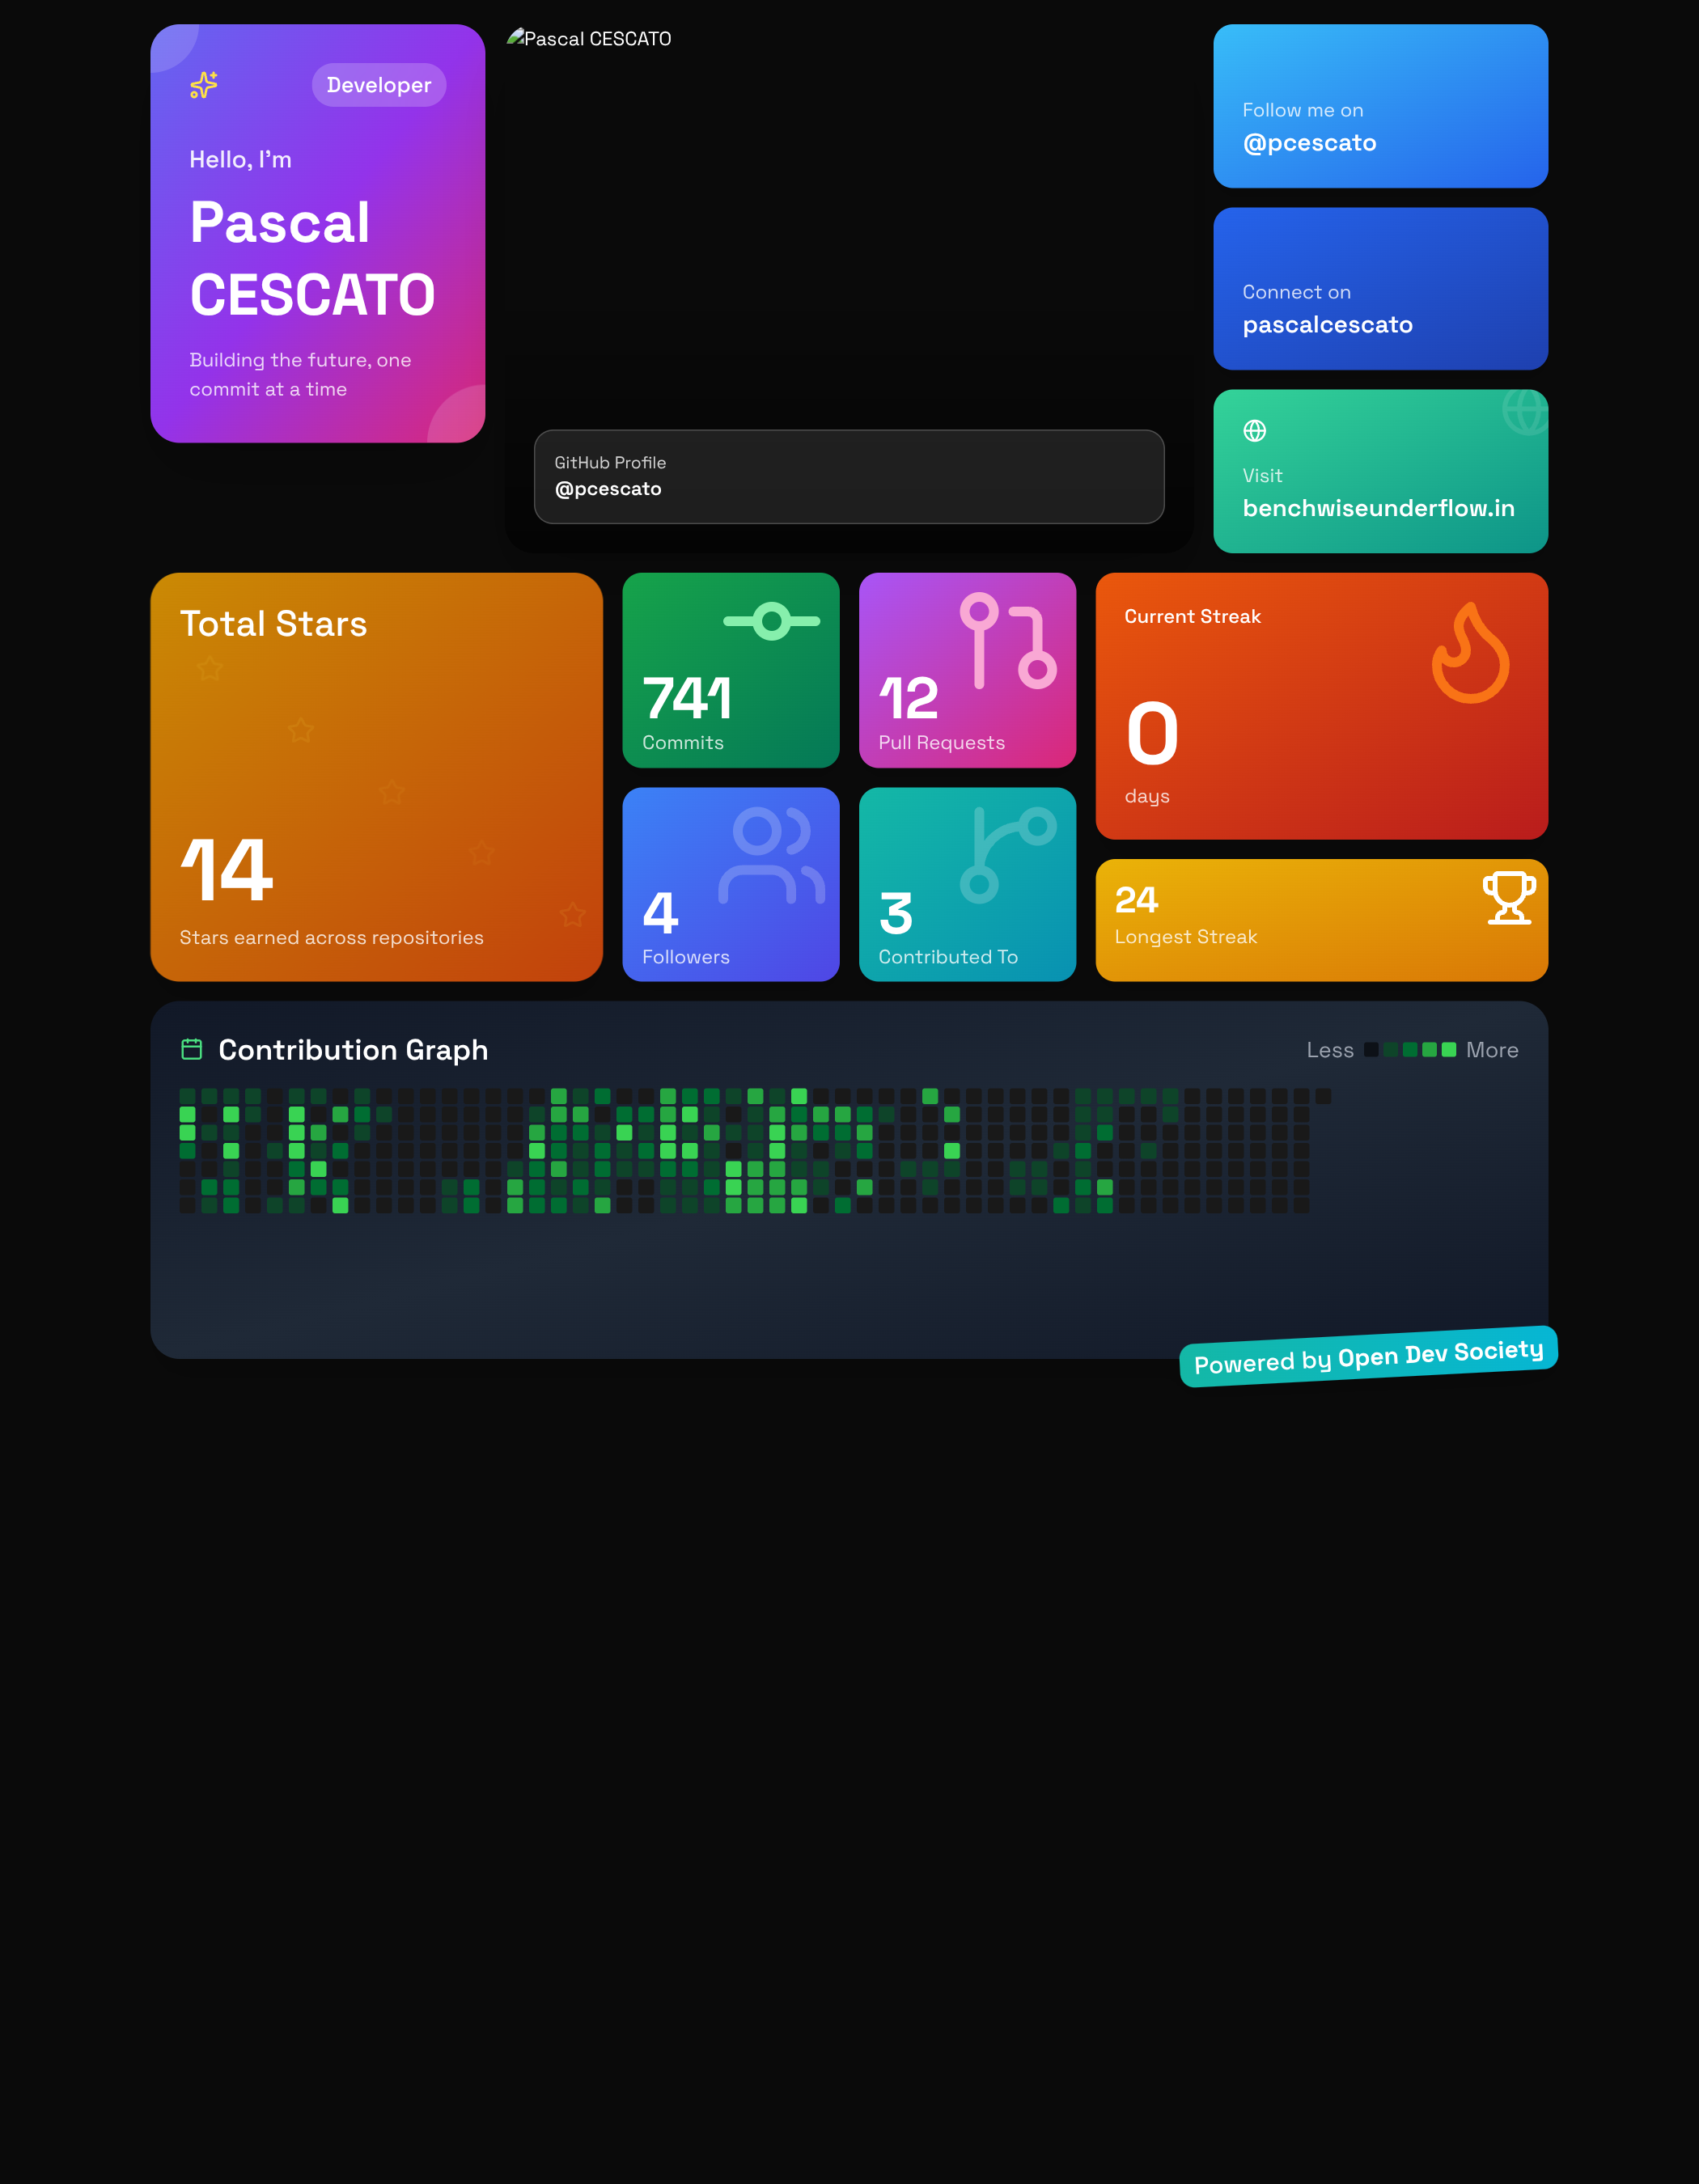 Developer
Hello, I'm
Pascal
CESCATO
Building the future, one
commit at a time
Pascal CESCATO
GitHub Profile
@pcescato
Follow me on
@pcescato
Connect on
pascalcescato
Visit
benchwiseunderflow.in
Total Stars
14
Stars earned across repositories
741
Commits
12
Pull Requests
4
Followers
3
Contributed To
Current Streak
0
days
24
Longest Streak
Contribution Graph
Less
More
Powered by Open Dev Society